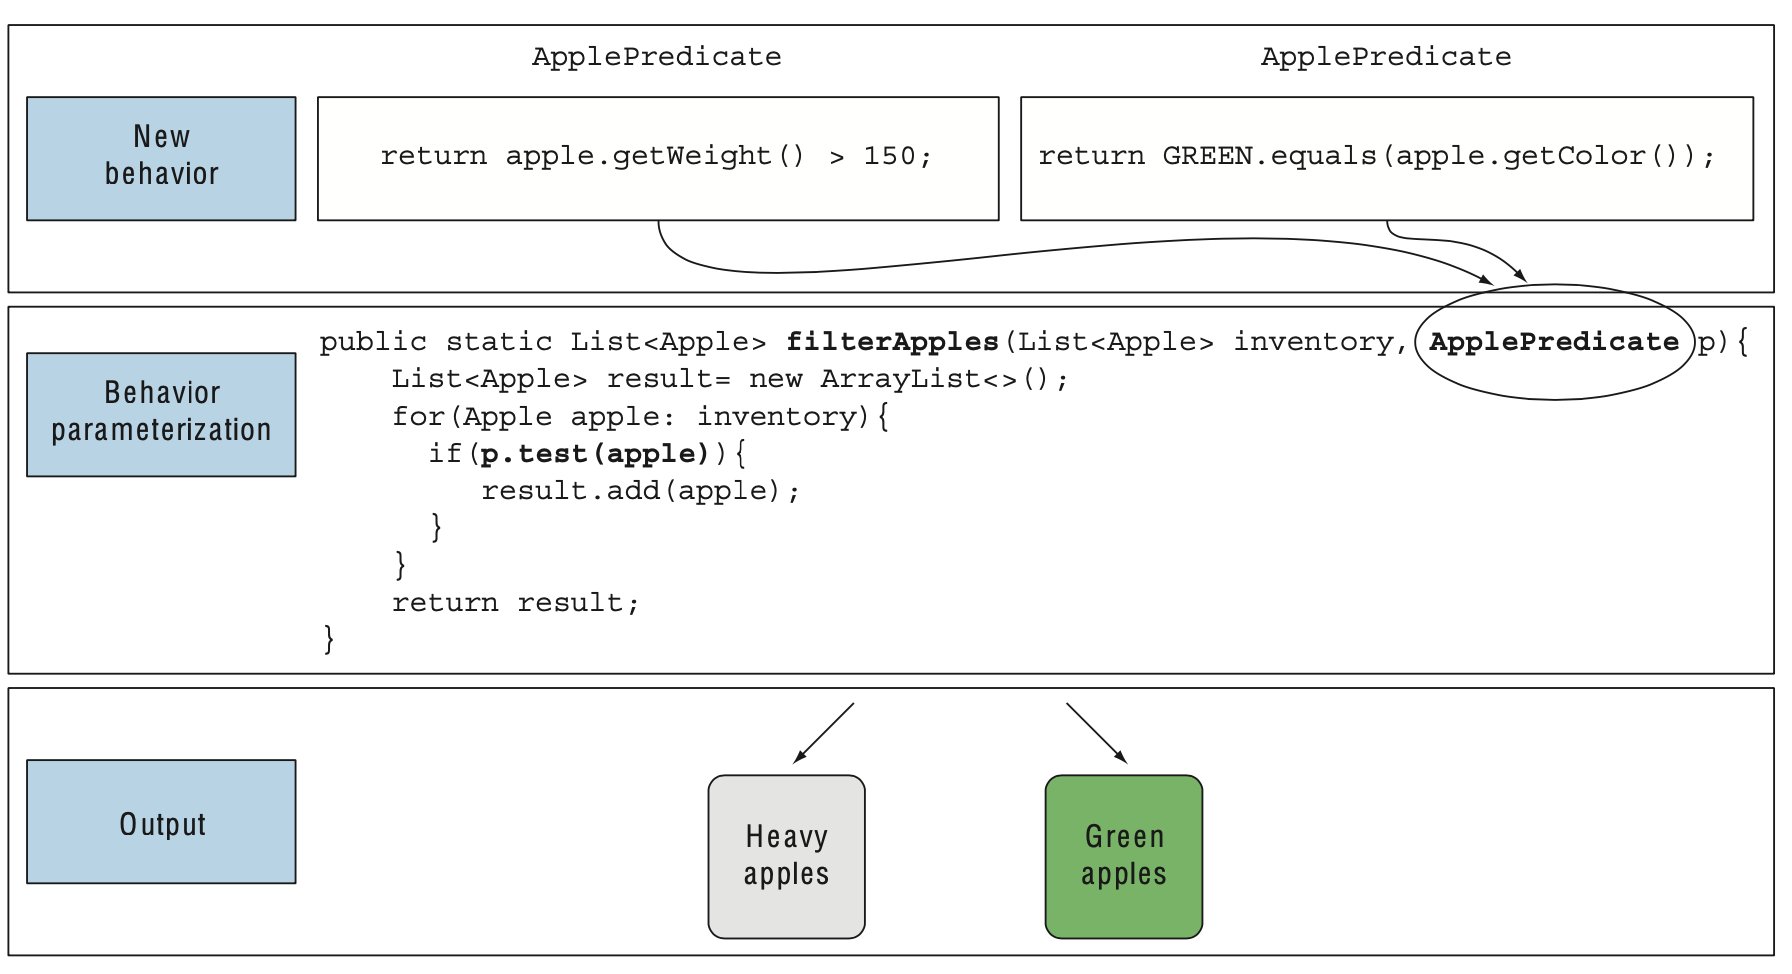 ApplePredicate
ApplePredicate
New
behavior
return apple.getWeight() > 150;
return GREEN.equals(apple.getColor());
Behavior
parameterization
public static List<Apple> filterApples(List<Apple> inventory, ApplePredicate p){
    List<Apple> result= new ArrayList<>();
    for(Apple apple: inventory){
      if(p.test(apple)){
         result.add(apple);
      }
    }
    return result;
}
Output
Heavy
apples
Green
apples